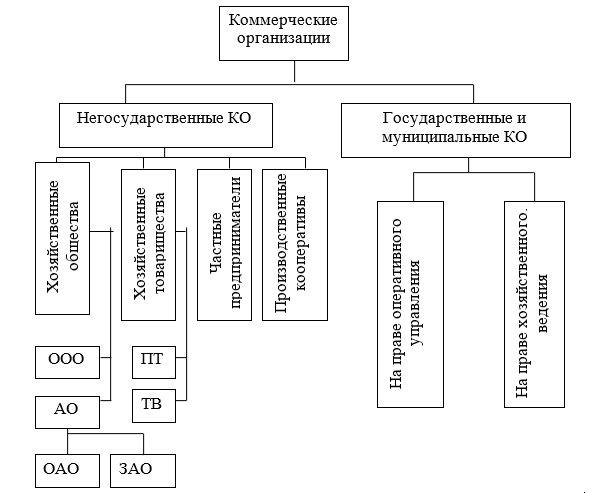 Коммерческие
организации
Негосударственные КО
Государственные и
муниципальные КО
Хозяйственные
общества
Хозяйственные
товарищества
Частные
предприниматели
Производственные
кооперативы
На праве оперативного
управления
На праве хозяйственного.
ведения
ООО
ПТ
АО
ТВ
ОАО
ЗАО